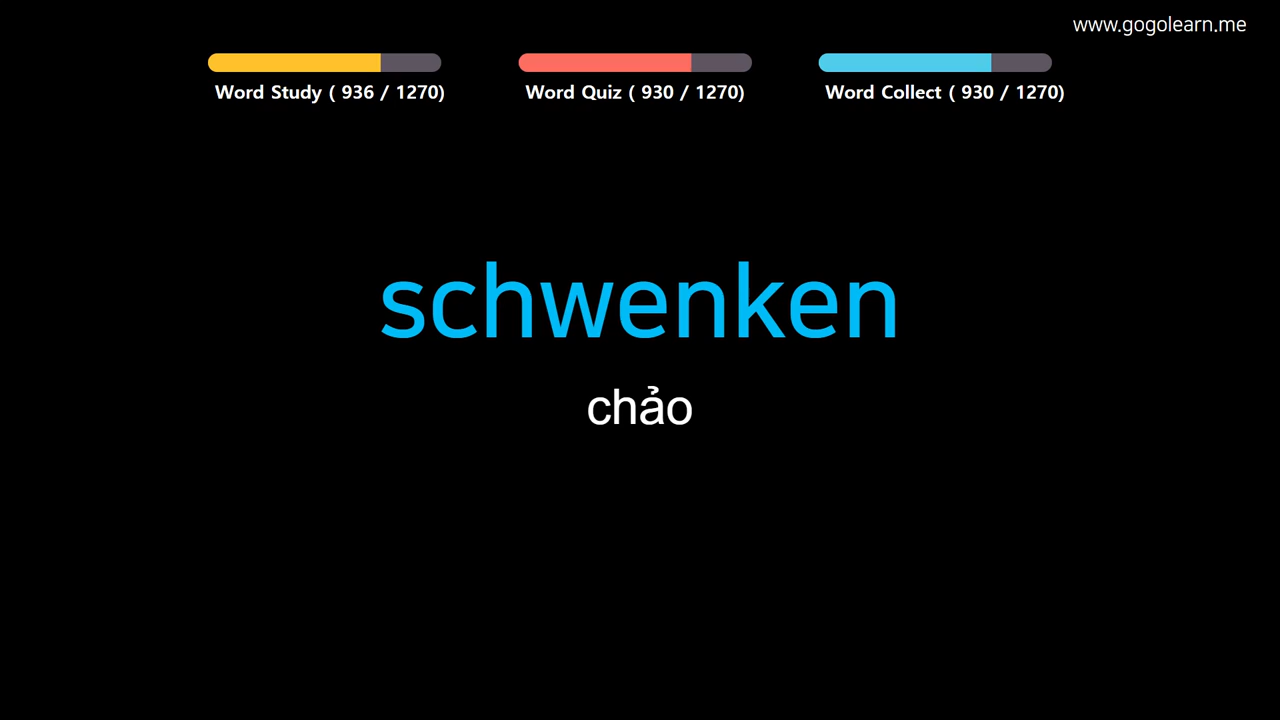 www.gogolearn.me
Word Study ( 936 / 1270)
Word Quiz ( 930 / 1270)
Word Collect ( 930 / 1270)
schwenken
chảo